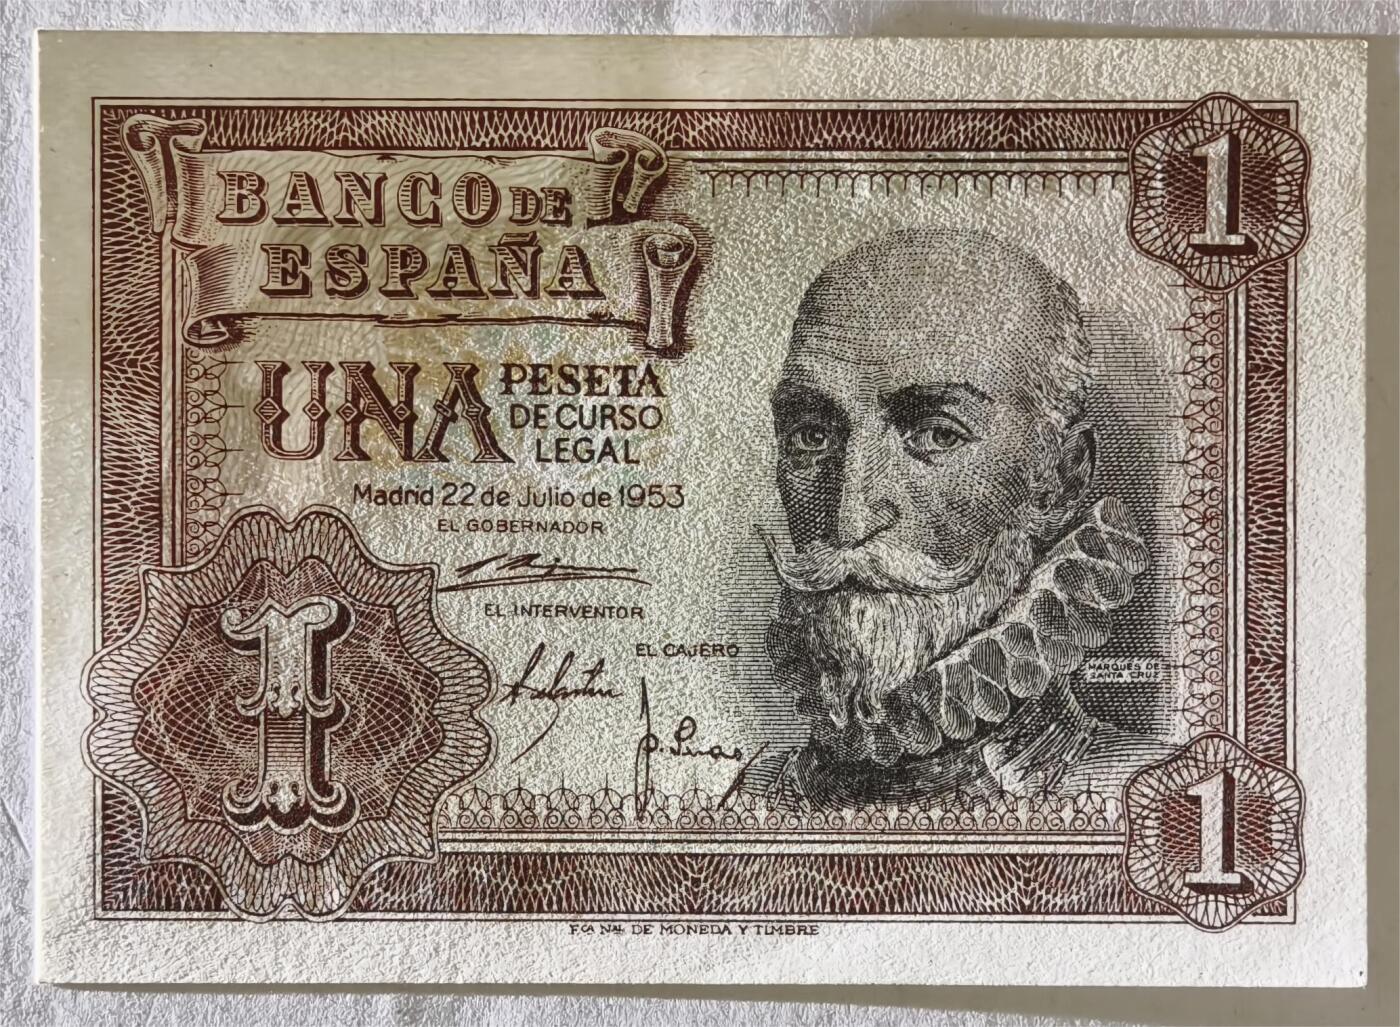 BANCO DE
ESPAÑA
UNA PESETA
DE CURSO
LEGAL
Madrid 22 de Julio de 1953
EL GOBERNADOR
EL INTERVENTOR
EL CAJERO
MARQUES DE
SANTA CRUZ
1
1
1
F.CA NAL. DE MONEDA Y TIMBRE